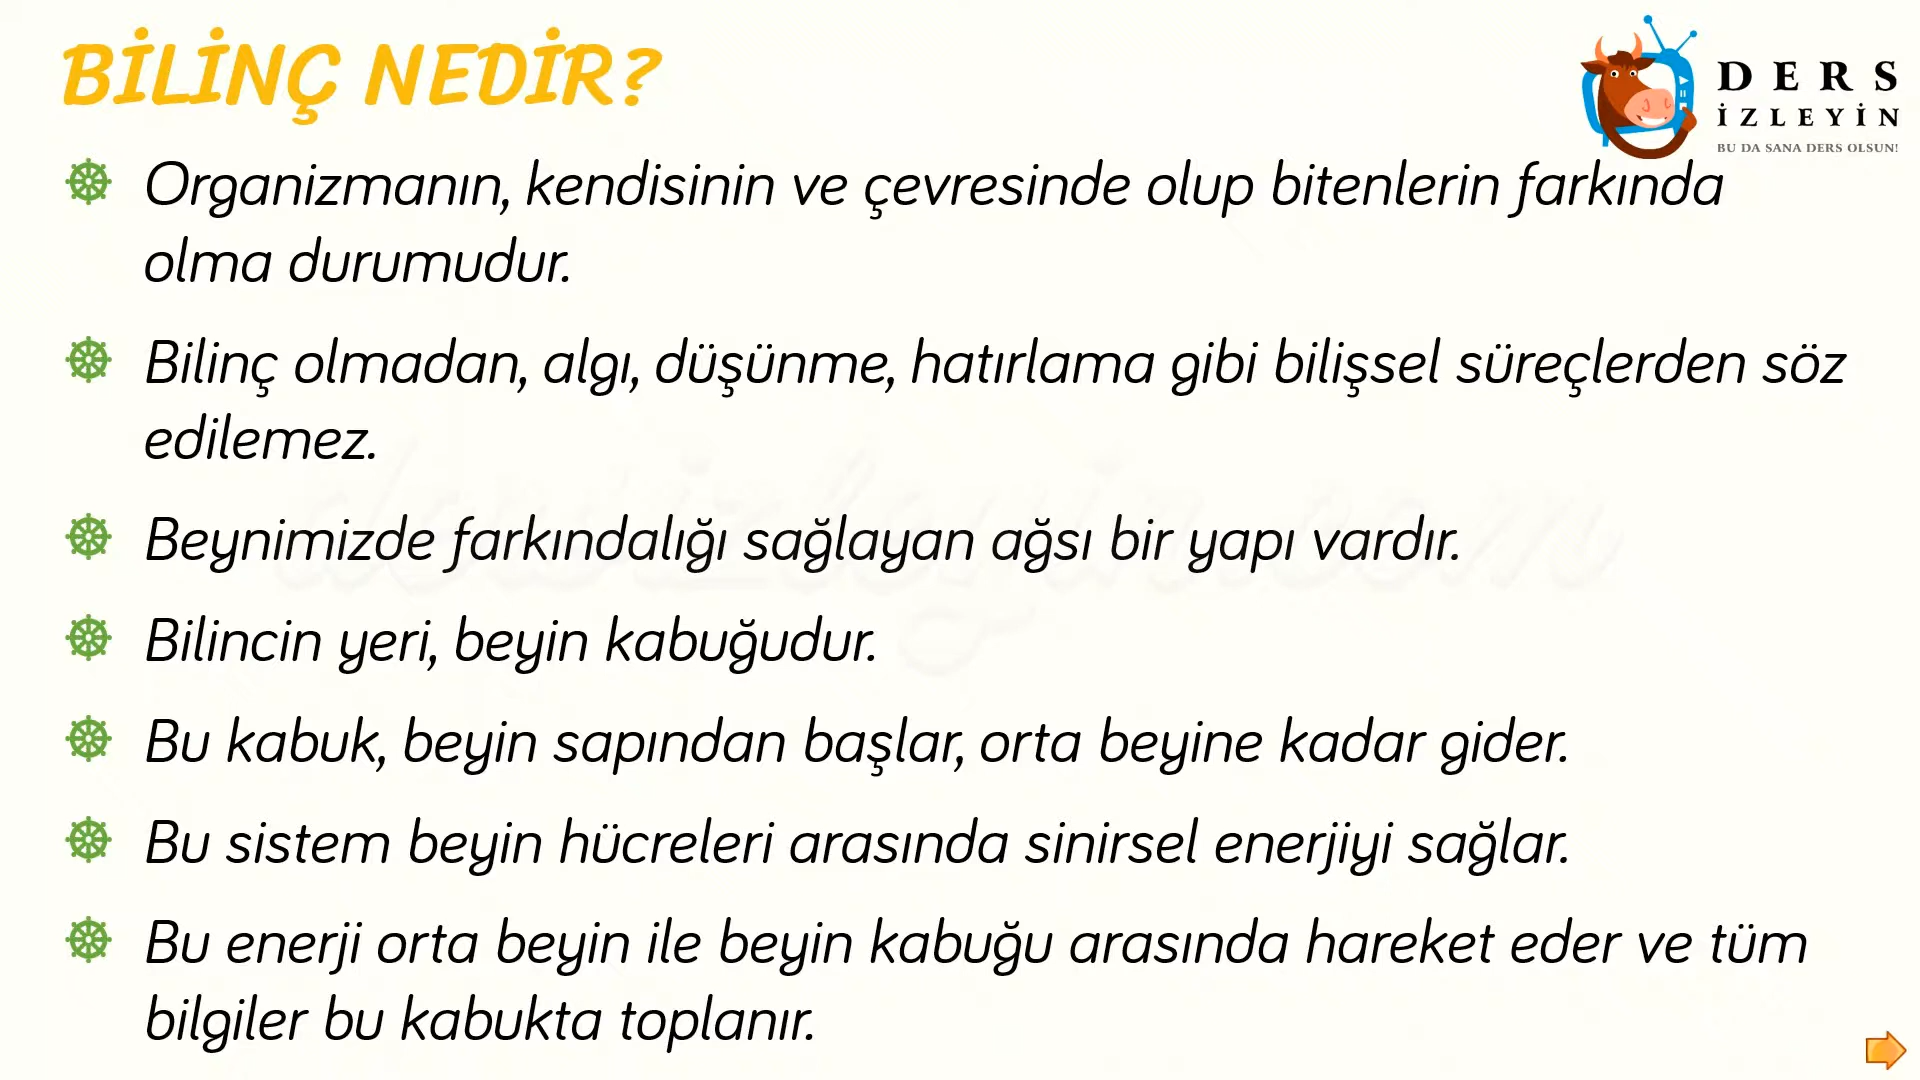 BİLİNÇ NEDİR?
DERS
İZLEYİN
BU DA SANA DERS OLSUN!
Organizmanın, kendisinin ve çevresinde olup bitenlerin farkında
olma durumudur.
Bilinç olmadan, algı, düşünme, hatırlama gibi bilişsel süreçlerden söz
edilemez.
Beynimizde farkındalığı sağlayan ağsı bir yapı vardır.
Bilincin yeri, beyin kabuğudur.
Bu kabuk, beyin sapından başlar, orta beyine kadar gider.
Bu sistem beyin hücreleri arasında sinirsel enerjiyi sağlar.
Bu enerji orta beyin ile beyin kabuğu arasında hareket eder ve tüm
bilgiler bu kabukta toplanır.
dersizleyin.com